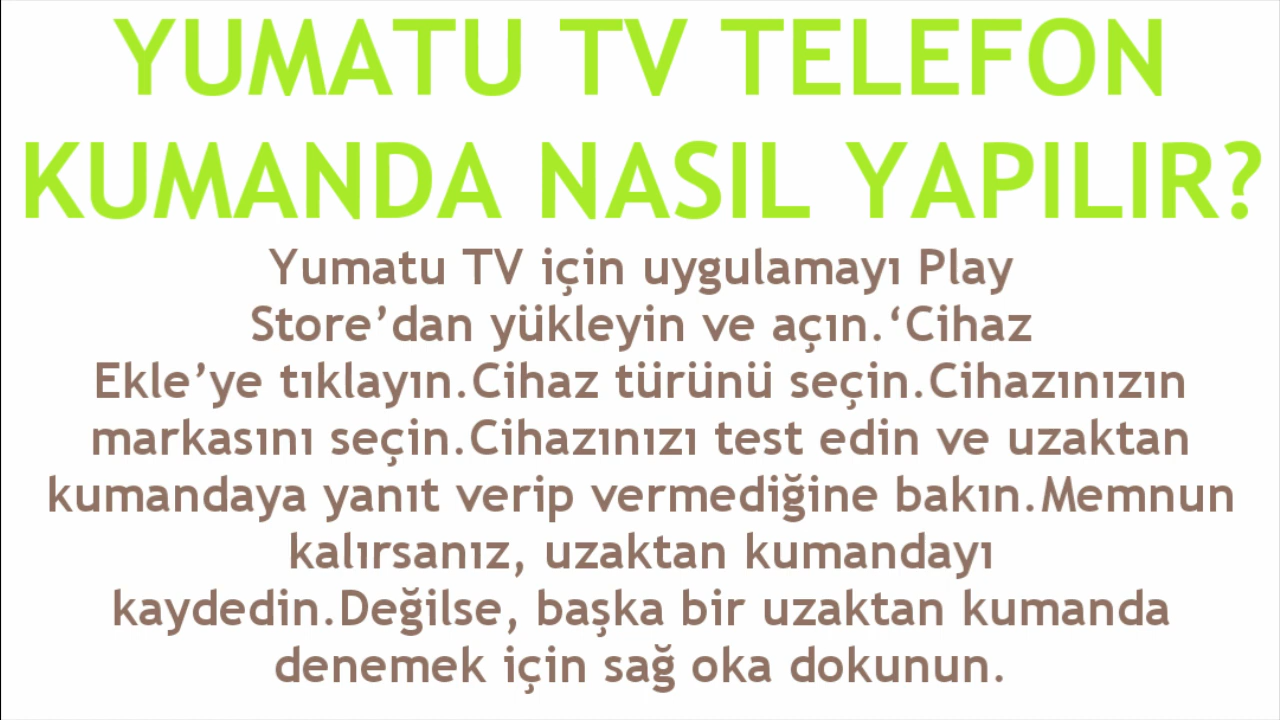 YUMATU TV TELEFON
KUMANDA NASIL YAPILIR?
Yumatu TV için uygulamayı Play
Store’dan yükleyin ve açın.‘Cihaz
Ekle’ye tıklayın.Cihaz türünü seçin.Cihazınızın
markasını seçin.Cihazınızı test edin ve uzaktan
kumandaya yanıt verip vermediğine bakın.Memnun
kalırsanız, uzaktan kumandayı
kaydedin.Değilse, başka bir uzaktan kumanda
denemek için sağ oka dokunun.